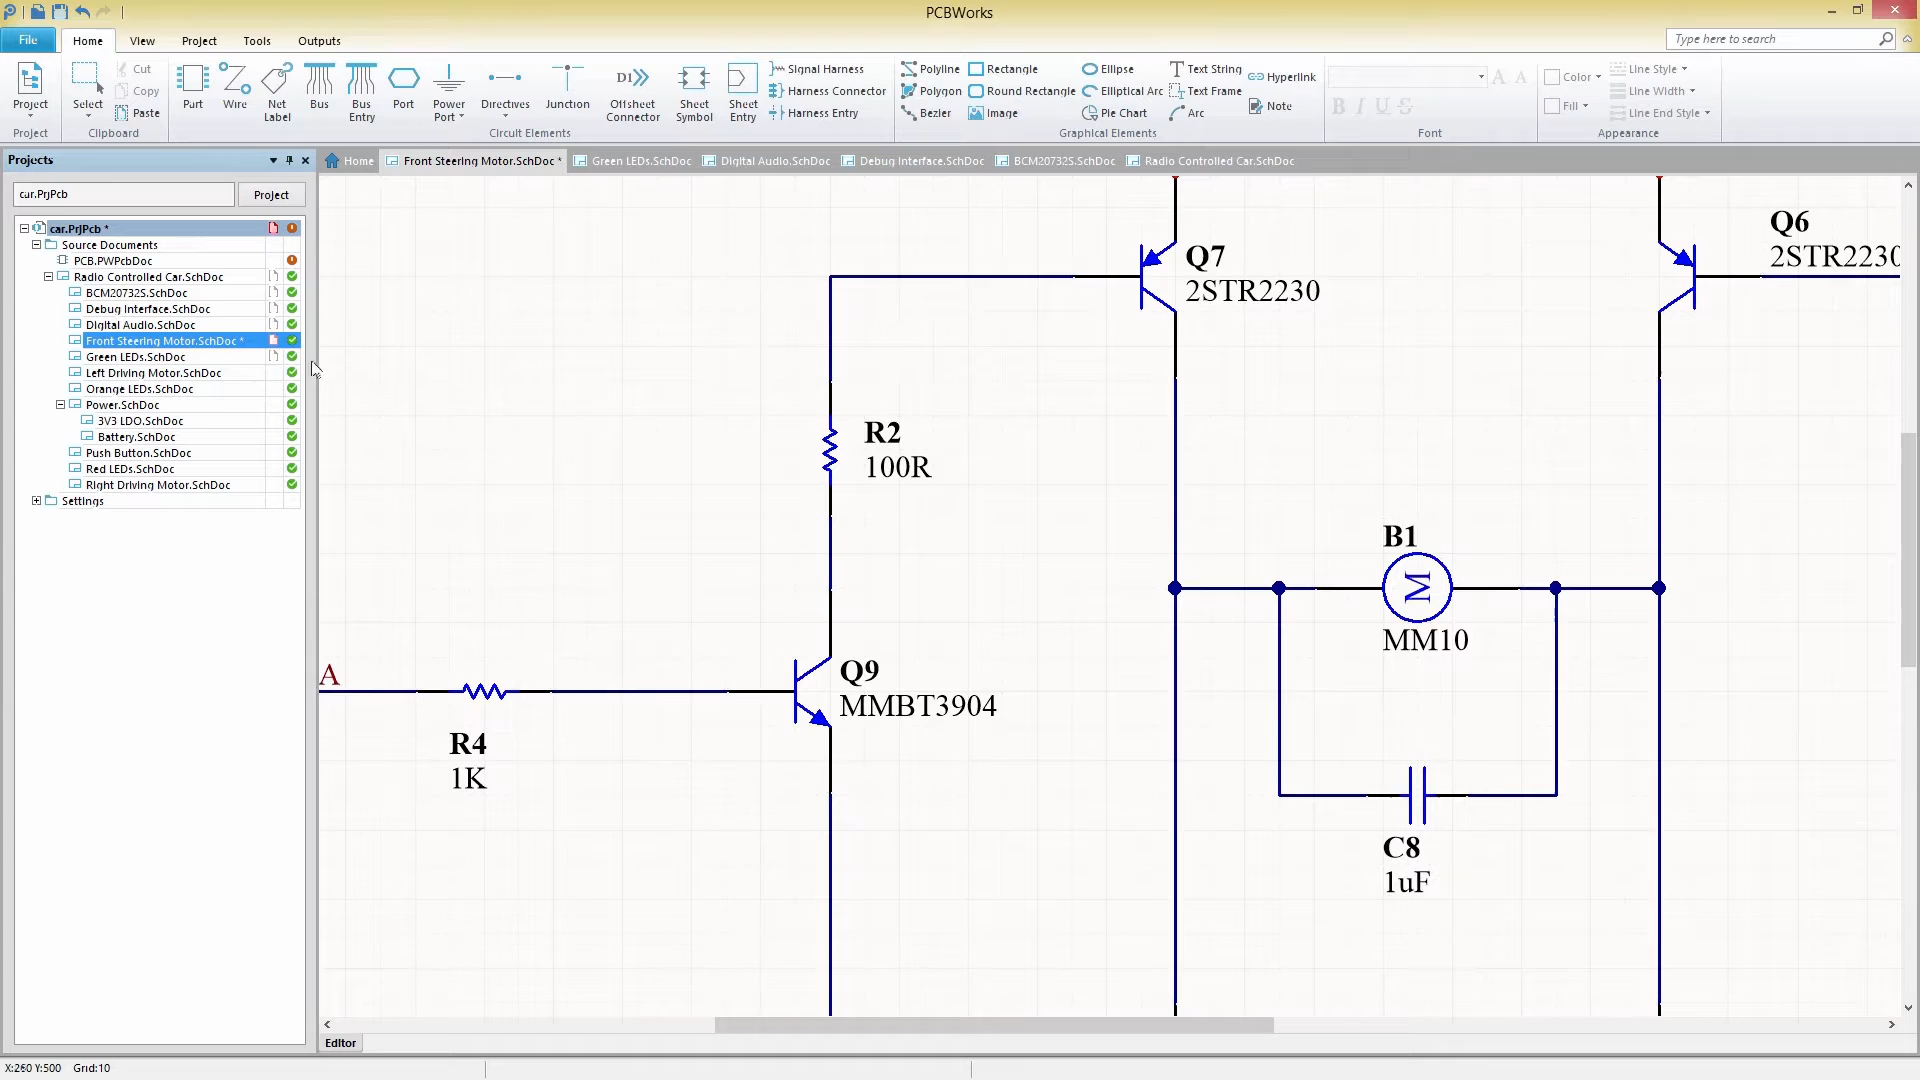 PCBWorks
File Home View Project Tools Outputs
Type here to search
Project
Project
Select
Cut
Copy
Paste
Clipboard
Part
Wire
Net Label
Bus
Bus Entry
Port
Power Port
Directives
Junction
D1
Offsheet Connector
Sheet Symbol
Sheet Entry
Signal Harness
Harness Connector
Harness Entry
Circuit Elements
Polyline
Polygon
Bezier
Rectangle
Round Rectangle
Image
Ellipse
Elliptical Arc
Pie Chart
Text String
Text Frame
Arc
Hyperlink
Note
Graphical Elements
A A
B I U S
Font
Color
Fill
Line Style
Line Width
Line End Style
Appearance
Projects
Home Front Steering Motor.SchDoc * Green LEDs.SchDoc Digital Audio.SchDoc Debug Interface.SchDoc BCM20732S.SchDoc Radio Controlled Car.SchDoc
car.PrjPcb Project
car.PrjPcb *
Source Documents
PCB.PWPcbDoc
Radio Controlled Car.SchDoc
BCM20732S.SchDoc
Debug Interface.SchDoc
Digital Audio.SchDoc
Front Steering Motor.SchDoc *
Green LEDs.SchDoc
Left Driving Motor.SchDoc
Orange LEDs.SchDoc
Power.SchDoc
3V3 LDO.SchDoc
Battery.SchDoc
Push Button.SchDoc
Red LEDs.SchDoc
Right Driving Motor.SchDoc
Settings
Q7
2STR2230
Q6
2STR2230
R2
100R
B1
M
MM10
A
Q9
MMBT3904
R4
1K
C8
1uF
Editor
X:260 Y:500 Grid:10